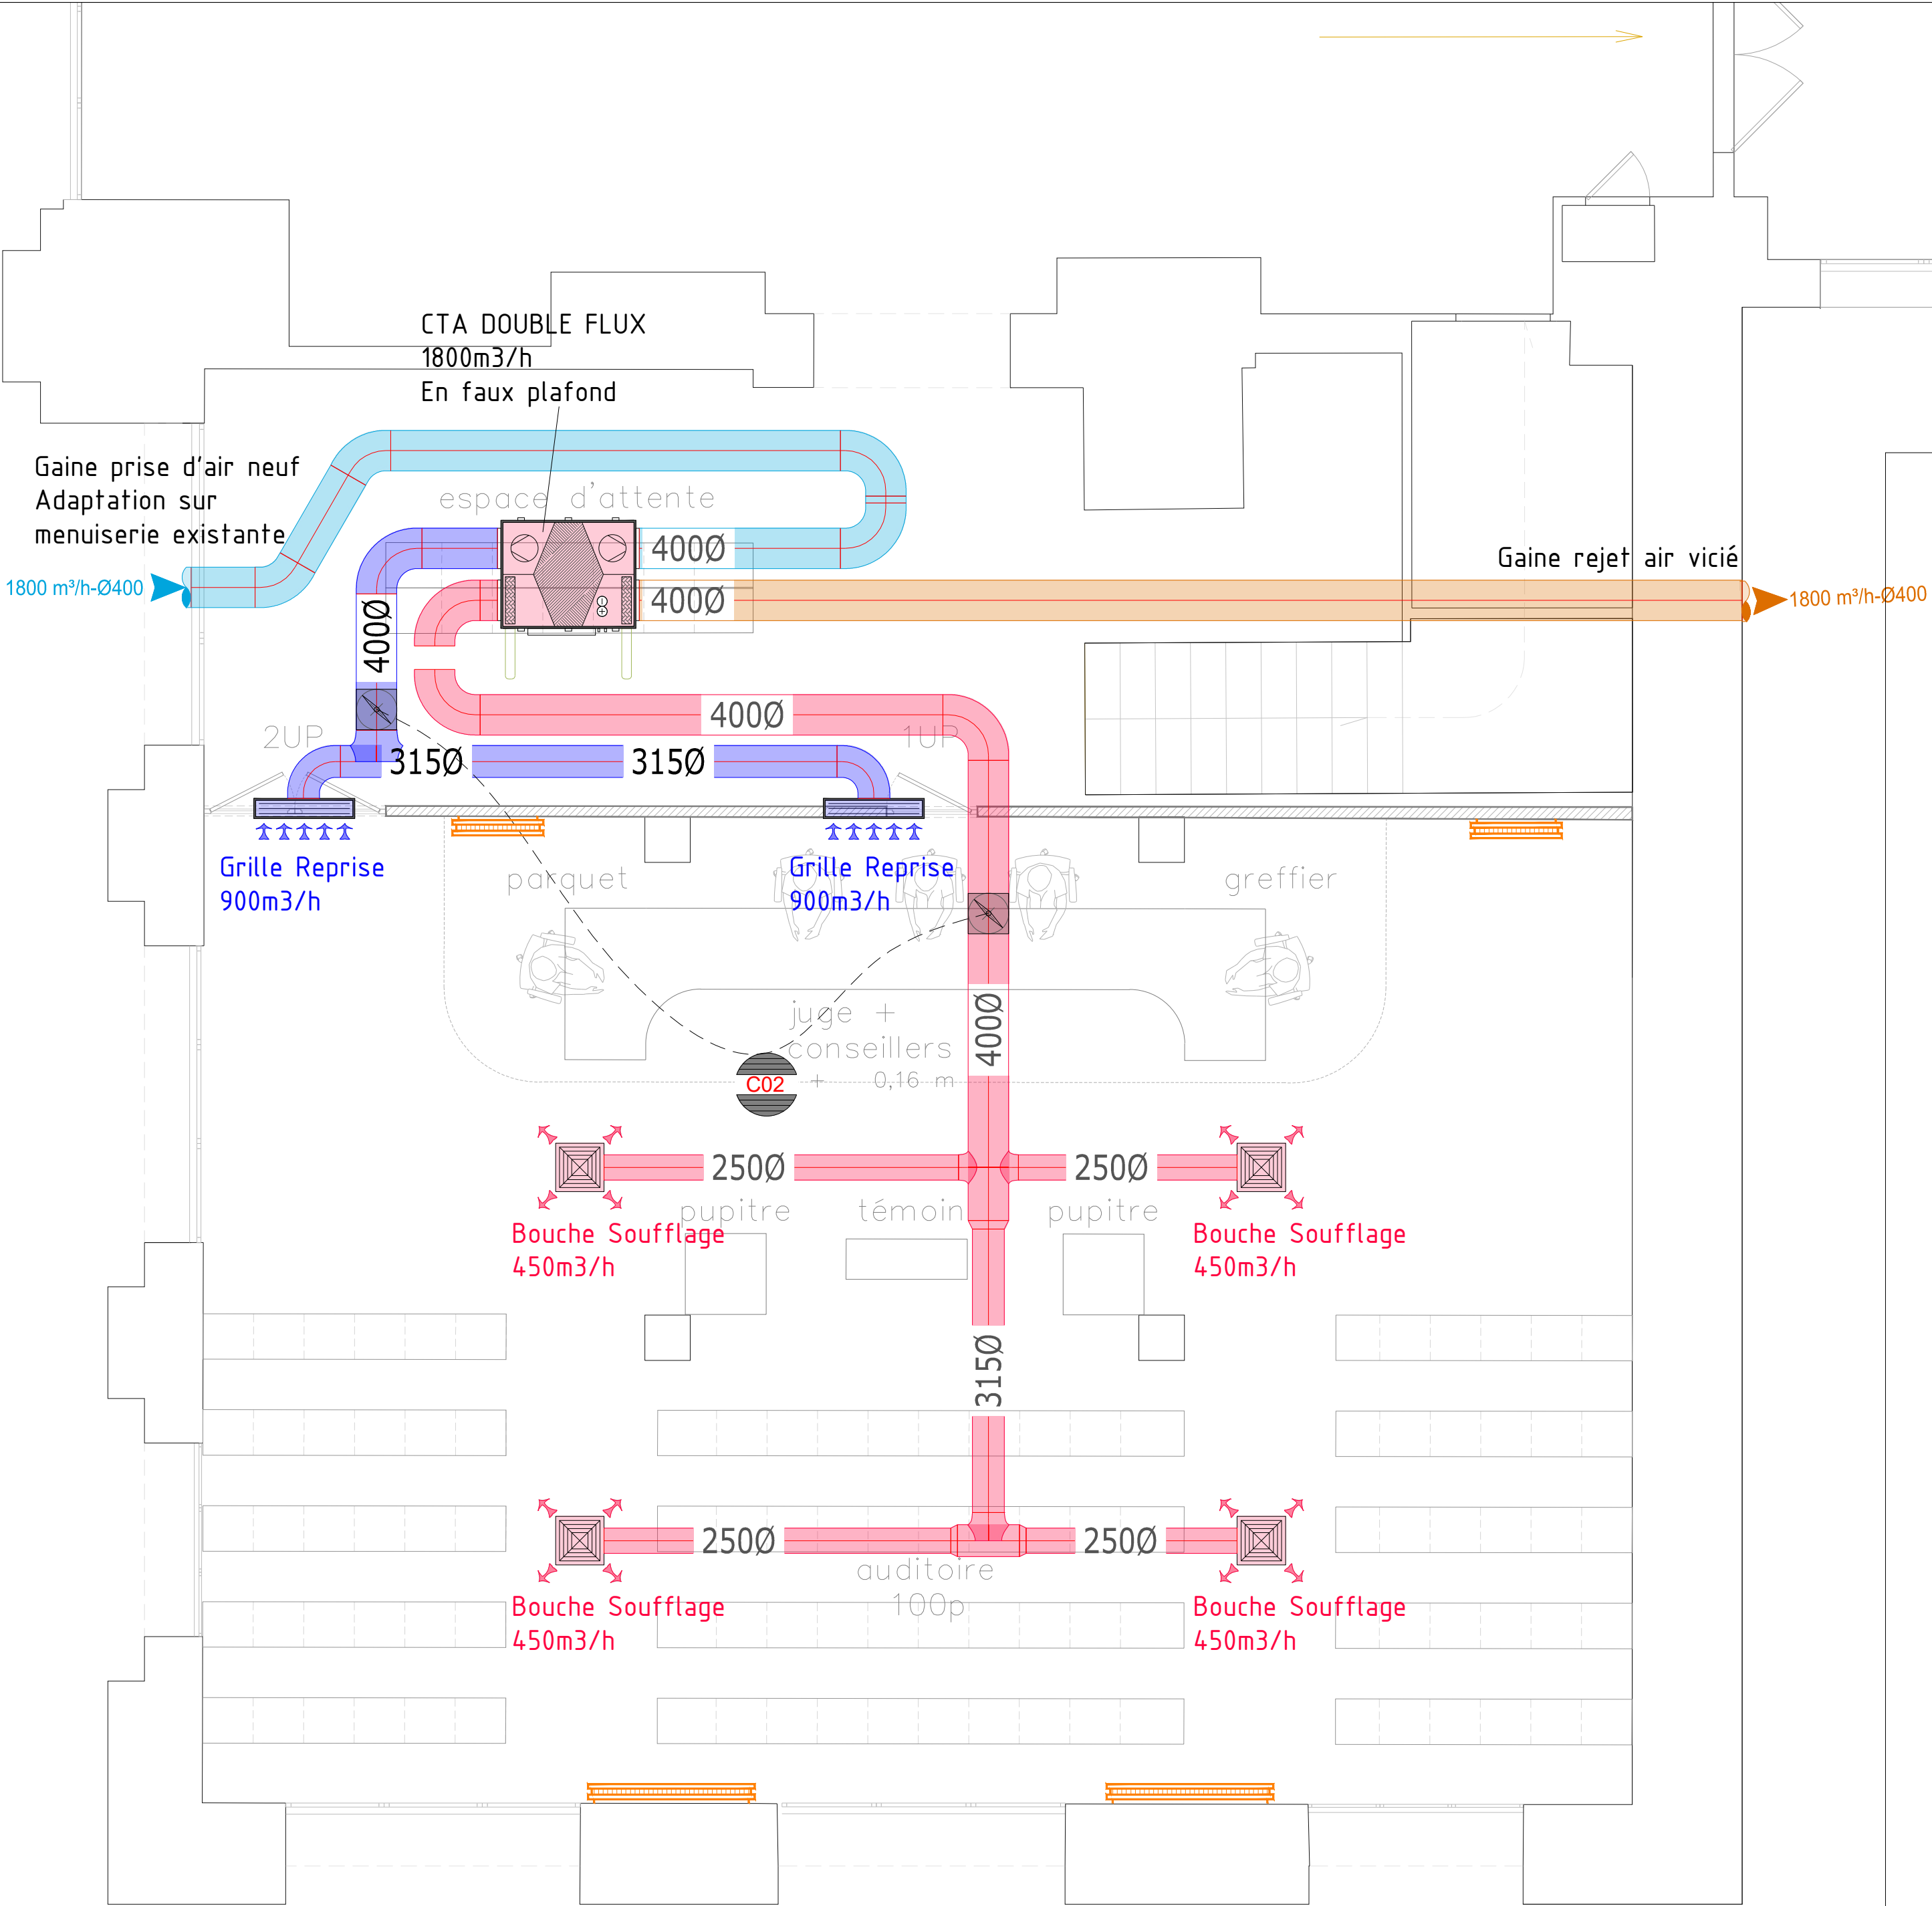 CTA DOUBLE FLUX
1800m3/h
En faux plafond
Gaine prise d'air neuf
Adaptation sur
menuiserie existante
1800 m³/h-Ø400
espace d'attente
400Ø
400Ø
Gaine rejet air vicié
1800 m³/h-Ø400
400Ø
400Ø
2UP
1UP
315Ø
315Ø
Grille Reprise
900m3/h
Grille Reprise
900m3/h
parquet
greffier
juge +
conseillers
+ 0,16 m
400Ø
C02
250Ø
250Ø
pupitre
témoin
pupitre
Bouche Soufflage
450m3/h
Bouche Soufflage
450m3/h
315Ø
250Ø
250Ø
auditoire
100p
Bouche Soufflage
450m3/h
Bouche Soufflage
450m3/h